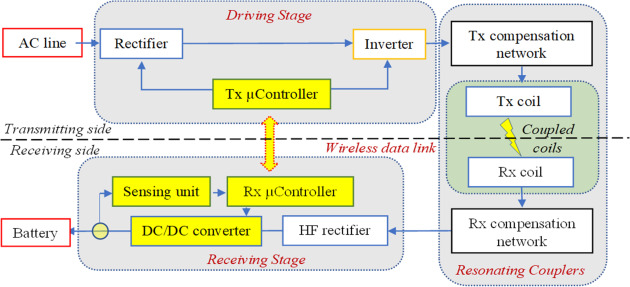 Driving Stage
AC line
Rectifier
Inverter
Tx compensation
network
Tx µController
Tx coil
Transmitting side
Receiving side
Wireless data link
Coupled
coils
Rx coil
Sensing unit
Rx µController
Battery
DC/DC converter
HF rectifier
Rx compensation
network
Receiving Stage
Resonating Couplers